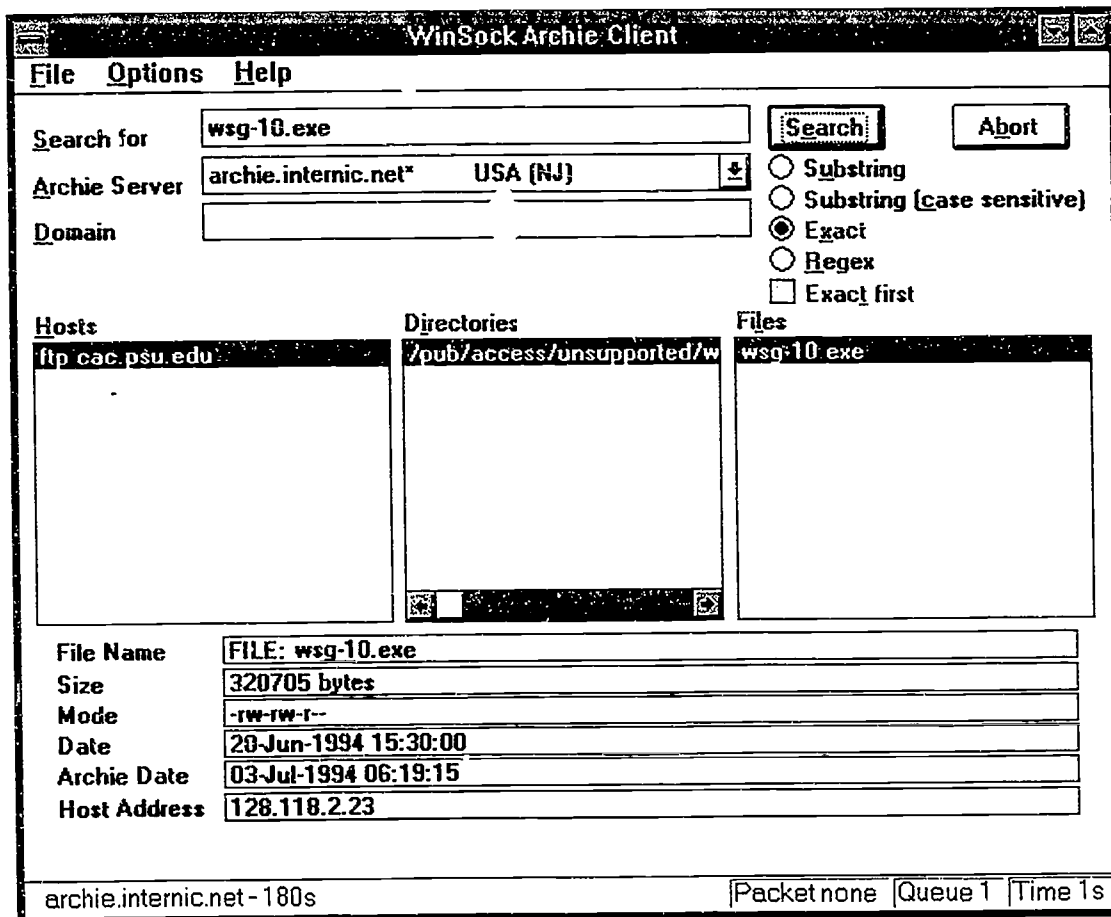 WinSock Archie Client
File Options Help
Search for wsg-10.exe Search Abort
Archie Server archie.internic.net* USA (NJ)
Domain
Substring
Substring (case sensitive)
Exact
Regex
Exact first
Hosts Directories Files
ftp cac.psu.edu /pub/access/unsupported/w wsg-10 exe
File Name FILE: wsg-10.exe
Size 320705 bytes
Mode -rw-rw-r--
Date 20-Jun-1994 15:30:00
Archie Date 03-Jul-1994 06:19:15
Host Address 128.118.2.23
archie.internic.net - 180s Packet none Queue 1 Time 1s